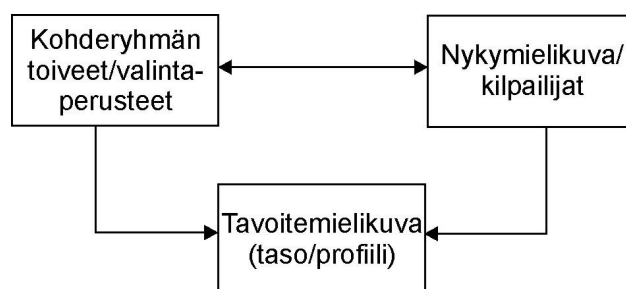 Kohderyhmän
toiveet/valinta-
perusteet
Nykymielikuva/
kilpailijat
Tavoitemielikuva
(taso/profiili)